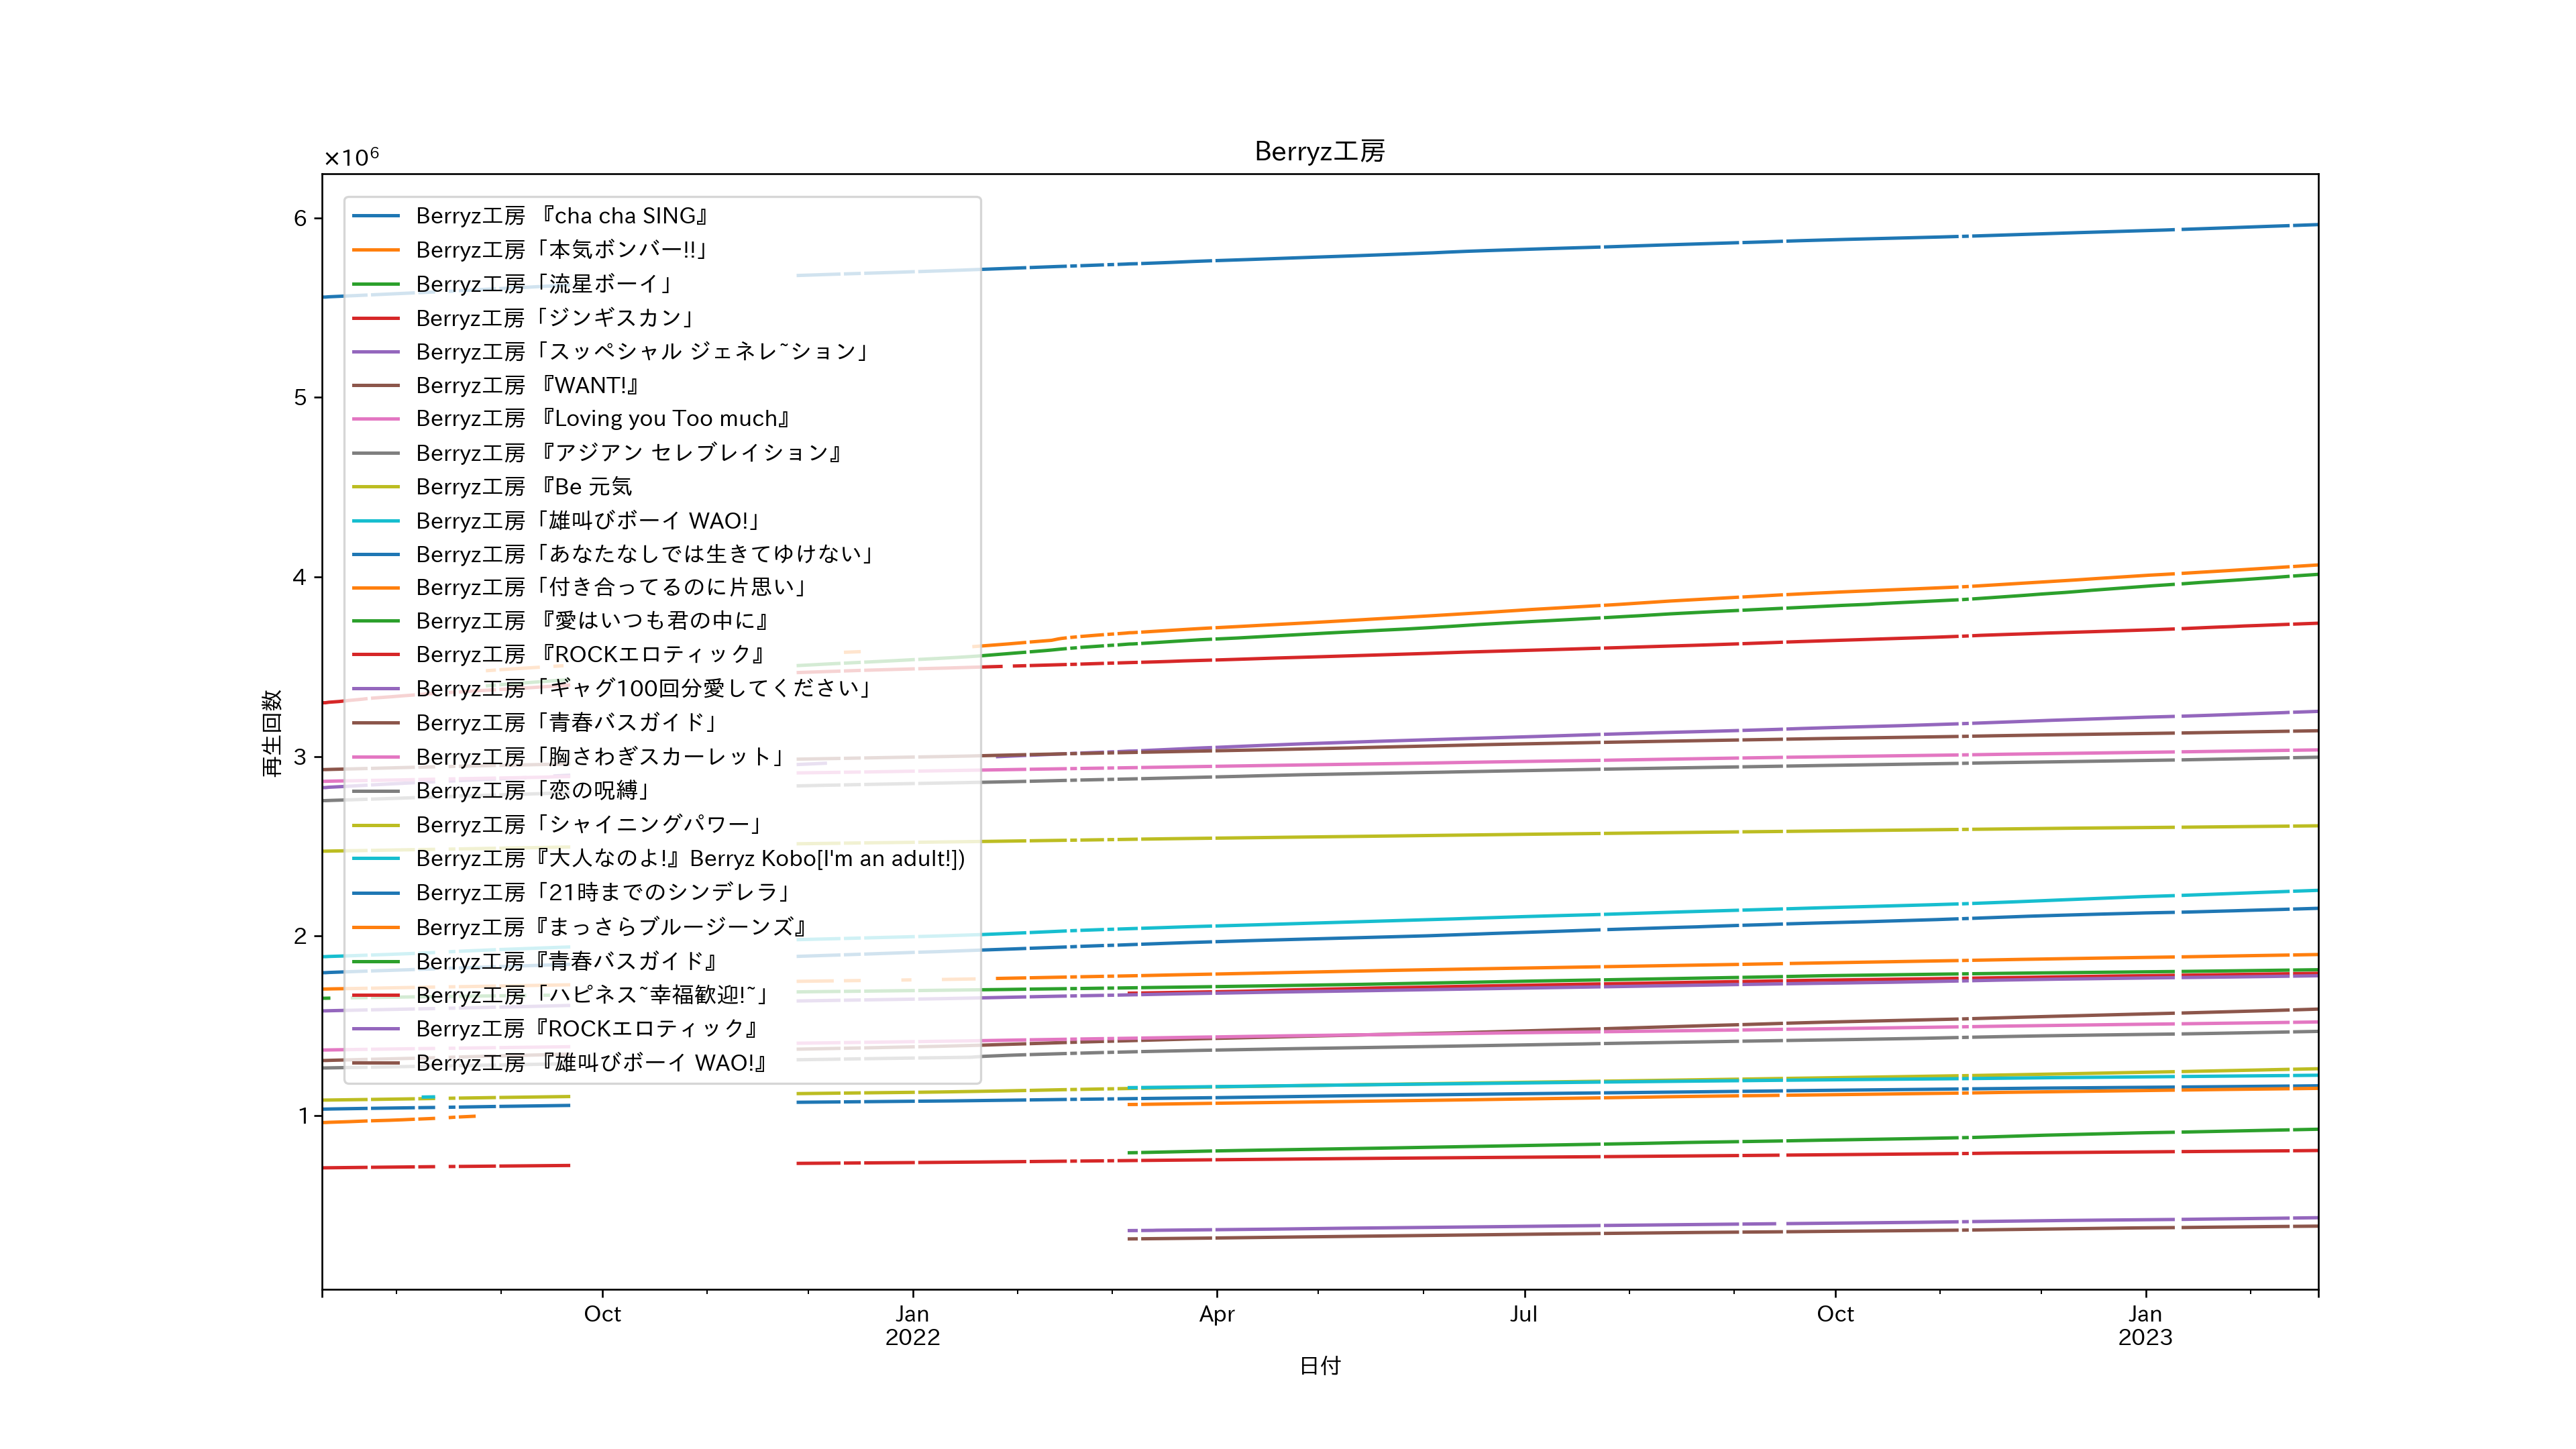 Berryz工房
×10⁶
6
5
4
3
2
1
再生回数
Berryz工房 『cha cha SING』
Berryz工房「本気ボンバー!!」
Berryz工房「流星ボーイ」
Berryz工房「ジンギスカン」
Berryz工房「スッペシャル ジェネレ~ション」
Berryz工房 『WANT!』
Berryz工房 『Loving you Too much』
Berryz工房 『アジアン セレブレイション』
Berryz工房 『Be 元気
Berryz工房「雄叫びボーイ WAO!」
Berryz工房「あなたなしでは生きてゆけない」
Berryz工房「付き合ってるのに片思い」
Berryz工房 『愛はいつも君の中に』
Berryz工房 『ROCKエロティック』
Berryz工房「ギャグ100回分愛してください」
Berryz工房「青春バスガイド」
Berryz工房「胸さわぎスカーレット」
Berryz工房「恋の呪縛」
Berryz工房「シャイニングパワー」
Berryz工房『大人なのよ!』Berryz Kobo[I'm an adult!])
Berryz工房「21時までのシンデレラ」
Berryz工房『まっさらブルージーンズ』
Berryz工房『青春バスガイド』
Berryz工房「ハピネス~幸福歓迎!~」
Berryz工房『ROCKエロティック』
Berryz工房 『雄叫びボーイ WAO!』
Oct
Jan
2022
Apr
Jul
Oct
Jan
2023
日付